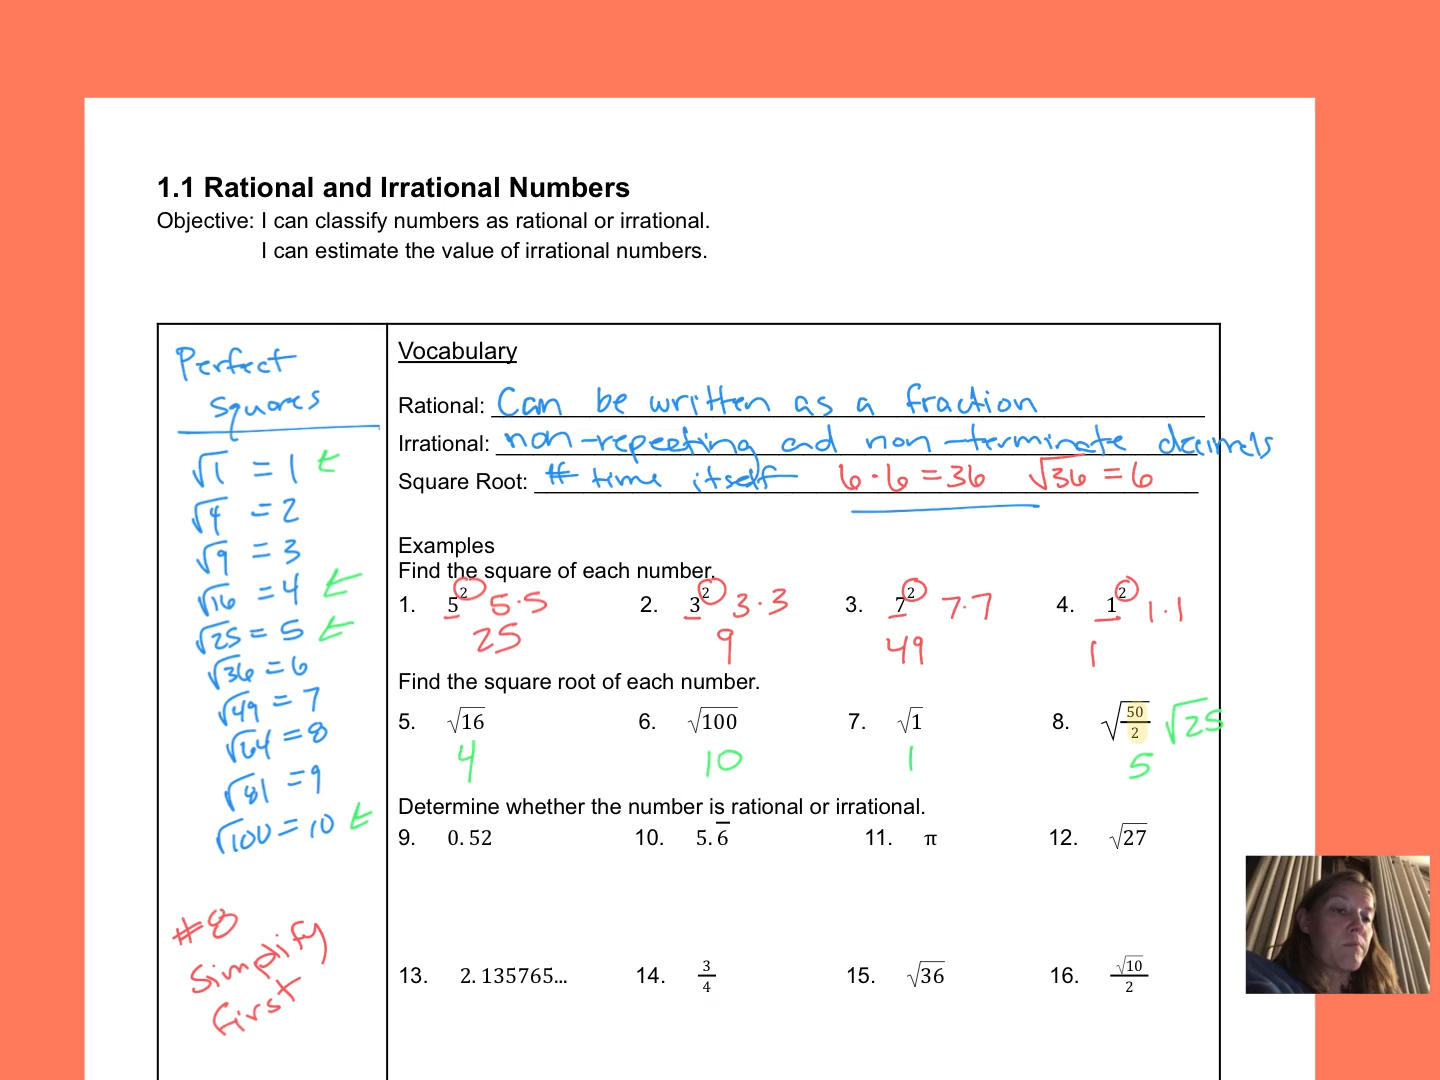 1.1 Rational and Irrational Numbers
Objective: I can classify numbers as rational or irrational.
I can estimate the value of irrational numbers.
Perfect
Squares
√1 = 1 t
√4 = 2
√9 = 3
√16 = 4 t
√25 = 5 t
√36 = 6
√49 = 7
√64 = 8
√81 = 9
√100 = 10 t
#8
Simplify
first
Vocabulary
Rational: Can be written as a fraction
Irrational: non-repeating and non-terminate decimals
Square Root: # time itself 6·6=36 √36 = 6
Examples
Find the square of each number.
1. 5² 5·5 2. 3² 3·3 3. 7² 7·7 4. 1² 1·1
25 9 49 1
Find the square root of each number.
5. √16 6. √100 7. √1 8. √(50/2) √25
4 10 1 5
Determine whether the number is rational or irrational.
9. 0.52 10. 5.6̅ 11. π 12. √27
13. 2.135765... 14. 3/4 15. √36 16. √10/2